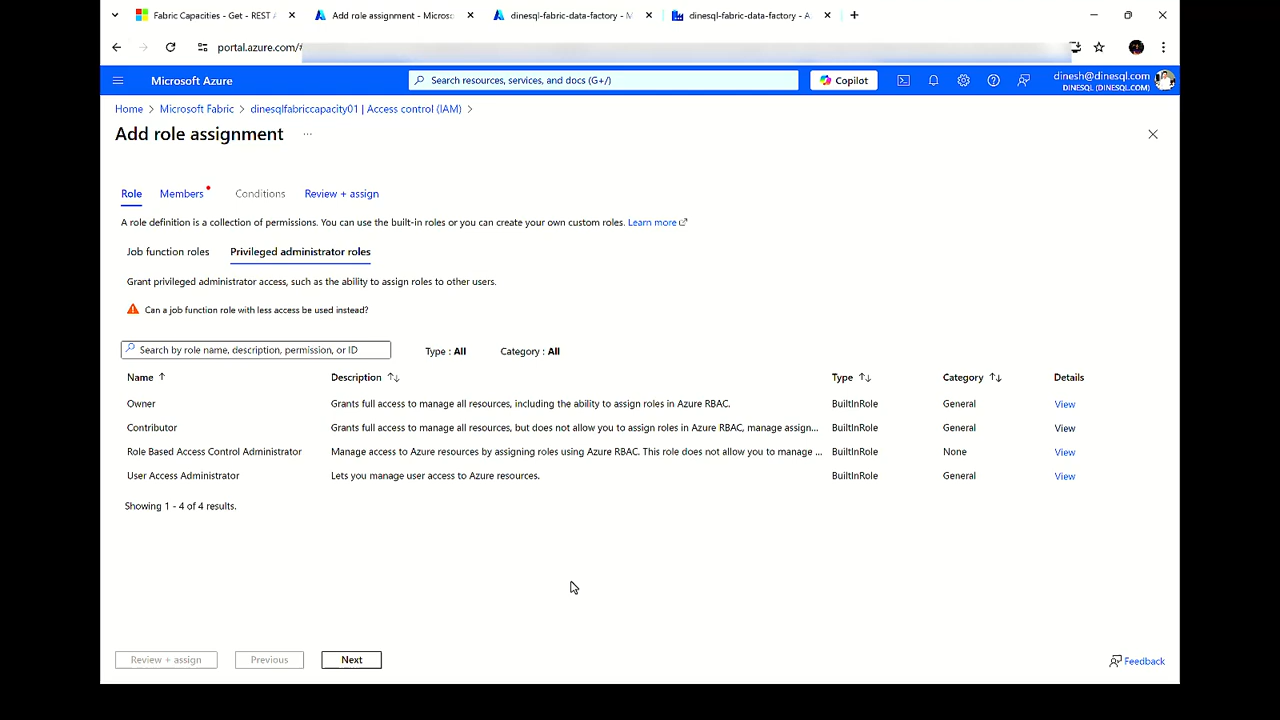 Fabric Capacities - Get - REST A
Add role assignment - Microso
dinesql-fabric-data-factory - M
dinesql-fabric-data-factory - A
portal.azure.com/#
Microsoft Azure
Search resources, services, and docs (G+/)
Copilot
dinesh@dinesql.com
DINESQL (DINESQL.COM)
Home > Microsoft Fabric > dinesqlfabriccapacity01 | Access control (IAM) >
Add role assignment ...
Role Members Conditions Review + assign
A role definition is a collection of permissions. You can use the built-in roles or you can create your own custom roles. Learn more
Job function roles Privileged administrator roles
Grant privileged administrator access, such as the ability to assign roles to other users.
Can a job function role with less access be used instead?
Search by role name, description, permission, or ID Type : All Category : All
Name ↑ Description ↑↓ Type ↑↓ Category ↑↓ Details
Owner Grants full access to manage all resources, including the ability to assign roles in Azure RBAC. BuiltInRole General View
Contributor Grants full access to manage all resources, but does not allow you to assign roles in Azure RBAC, manage assign... BuiltInRole General View
Role Based Access Control Administrator Manage access to Azure resources by assigning roles using Azure RBAC. This role does not allow you to manage ... BuiltInRole None View
User Access Administrator Lets you manage user access to Azure resources. BuiltInRole General View
Showing 1 - 4 of 4 results.
Review + assign Previous Next Feedback